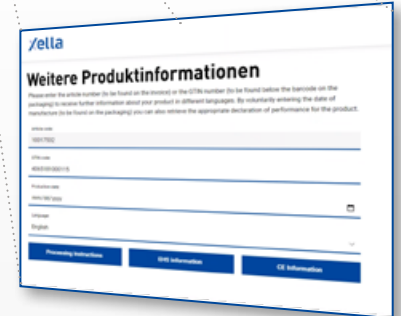 Xella
Weitere Produktinformationen
Please enter the article number (to be found on the invoice) or the GTIN number (to be found below the barcode on the
packaging) to receive further information about your product in different languages. By voluntarily entering the date of
manufacture (to be found on the packaging) you can also retrieve the appropriate declaration of performance for the product.
Article code
GTIN code
Production date
English
Processing instructions
EHS Information
CE Information